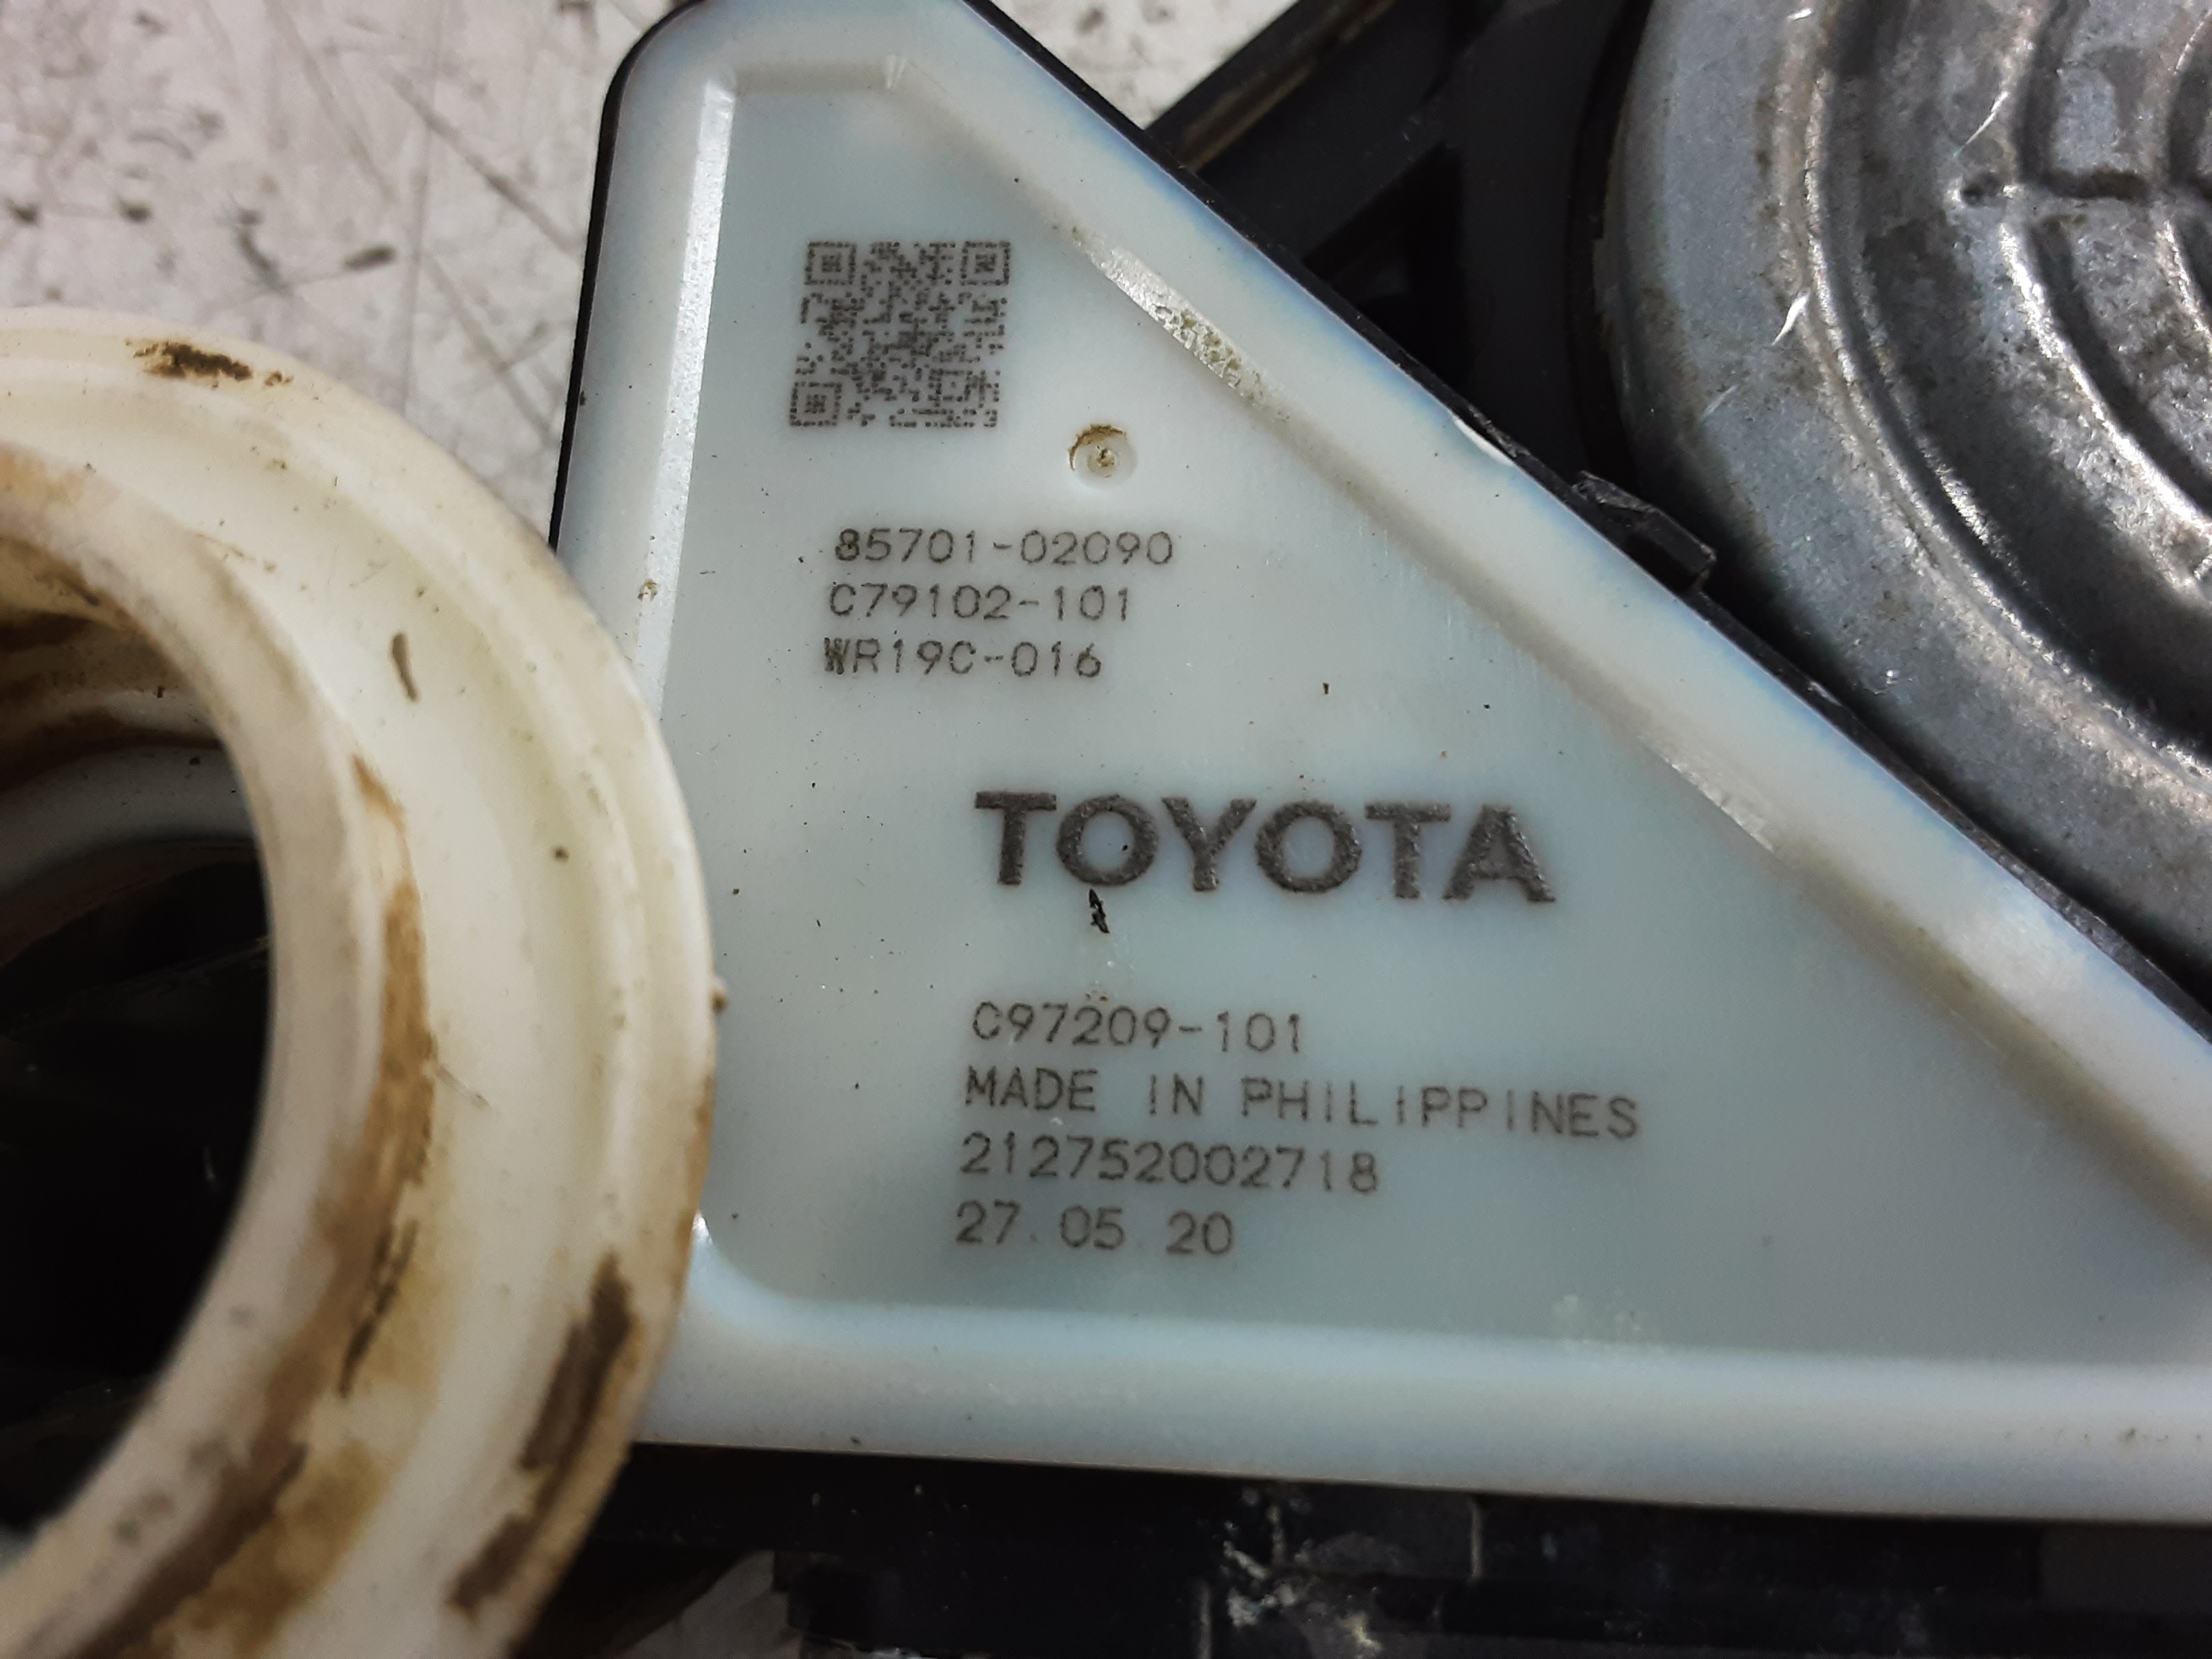 85701-02090
C79102-101
WR19C-016
TOYOTA
C97209-101
MADE IN PHILIPPINES
212752002718
27.05.20